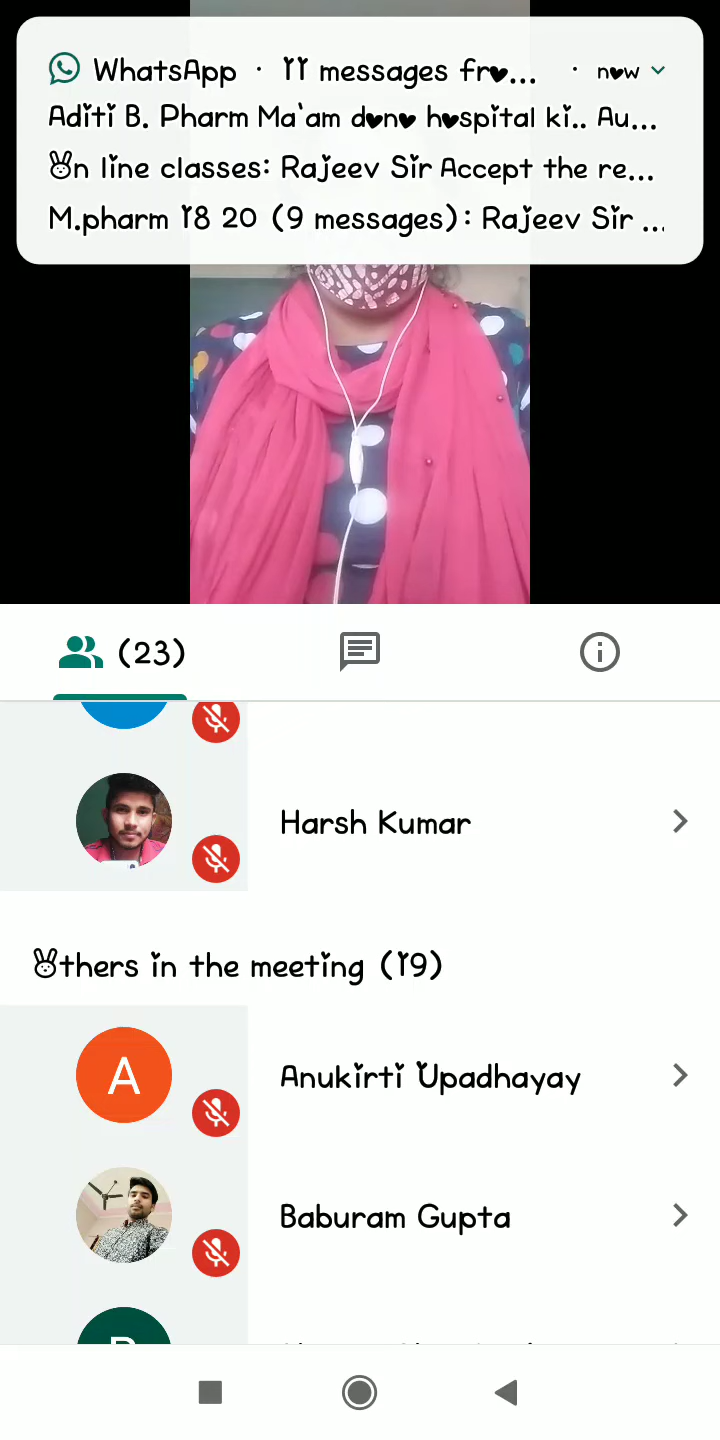 WhatsApp · 11 messages fro... · now
Aditi B. Pharm Ma'am dono hospital ki.. Au...
On line classes: Rajeev Sir Accept the re...
M.pharm 18 20 (9 messages): Rajeev Sir ...
(23)
Harsh Kumar
Others in the meeting (19)
A
Anukirti Upadhayay
Baburam Gupta